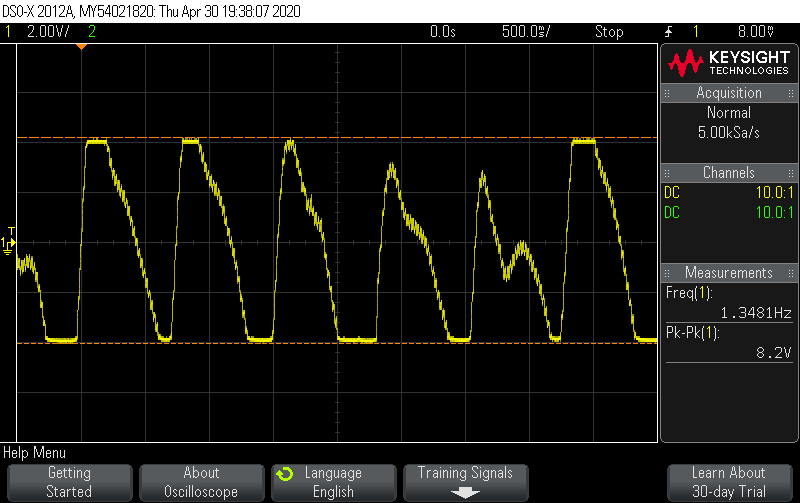 DSO-X 2012A, MY54021820: Thu Apr 30 19:38:07 2020
1 2.00V/ 2 0.0s 500.0ms/ Stop 1 8.00V
KEYSIGHT
TECHNOLOGIES
Acquisition
Normal
5.00kSa/s
Channels
DC 10.0:1
DC 10.0:1
T
1
Measurements
Freq(1):
1.3481Hz
Pk-Pk(1):
8.2V
Help Menu
Getting
Started
About
Oscilloscope
Language
English
Training Signals
Learn About
30-day Trial